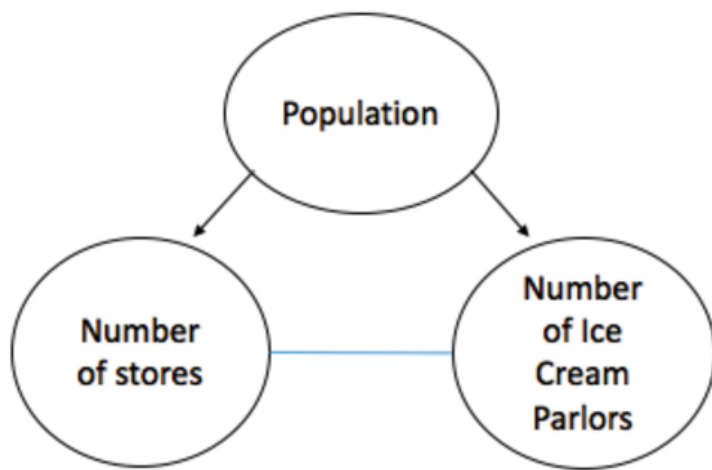 Population
Number
of stores
Number
of Ice
Cream
Parlors